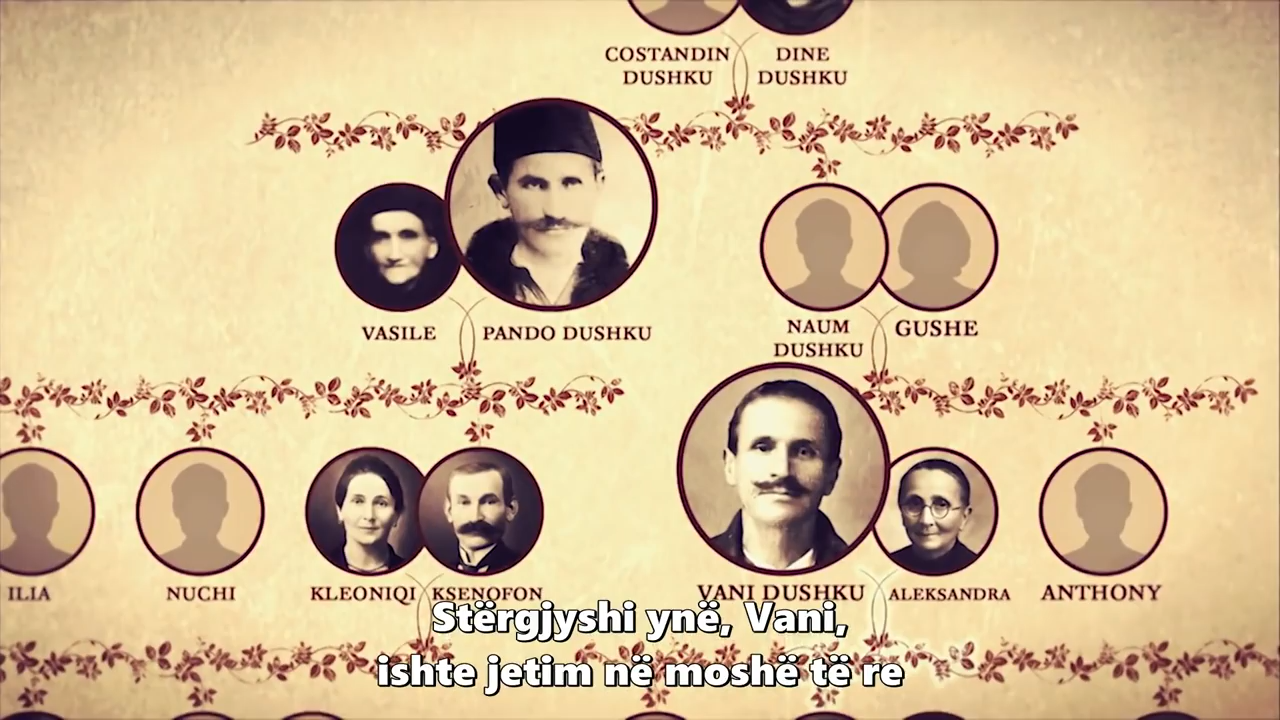 COSTANDIN
DUSHKU
DINE
DUSHKU
VASILE
PANDO DUSHKU
NAUM
DUSHKU
GUSHE
ILIA
NUCHI
KLEONIQI
KSENOFON
VANI DUSHKU
ALEKSANDRA
ANTHONY
Stërgjyshi ynë, Vani,
ishte jetim në moshë të re